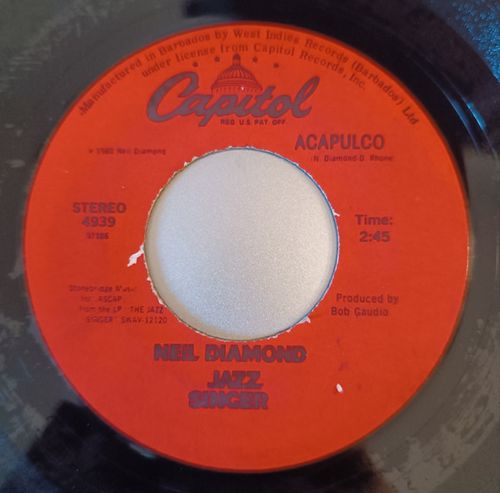 Manufactured in Barbados by West Indies Records (Barbados) Ltd
under license from Capitol Records, Inc.
Capitol
REG. U.S. PAT. OFF
ACAPULCO
(N. Diamond-D. Rhone)
℗ 1980 Neil Diamond
STEREO
4939
Time:
2:45
Stonebridge Music
ASCAP
from the LP "THE JAZZ
SINGER" SWAV-12120
Produced by
Bob Gaudio
NEIL DIAMOND
JAZZ
SINGER